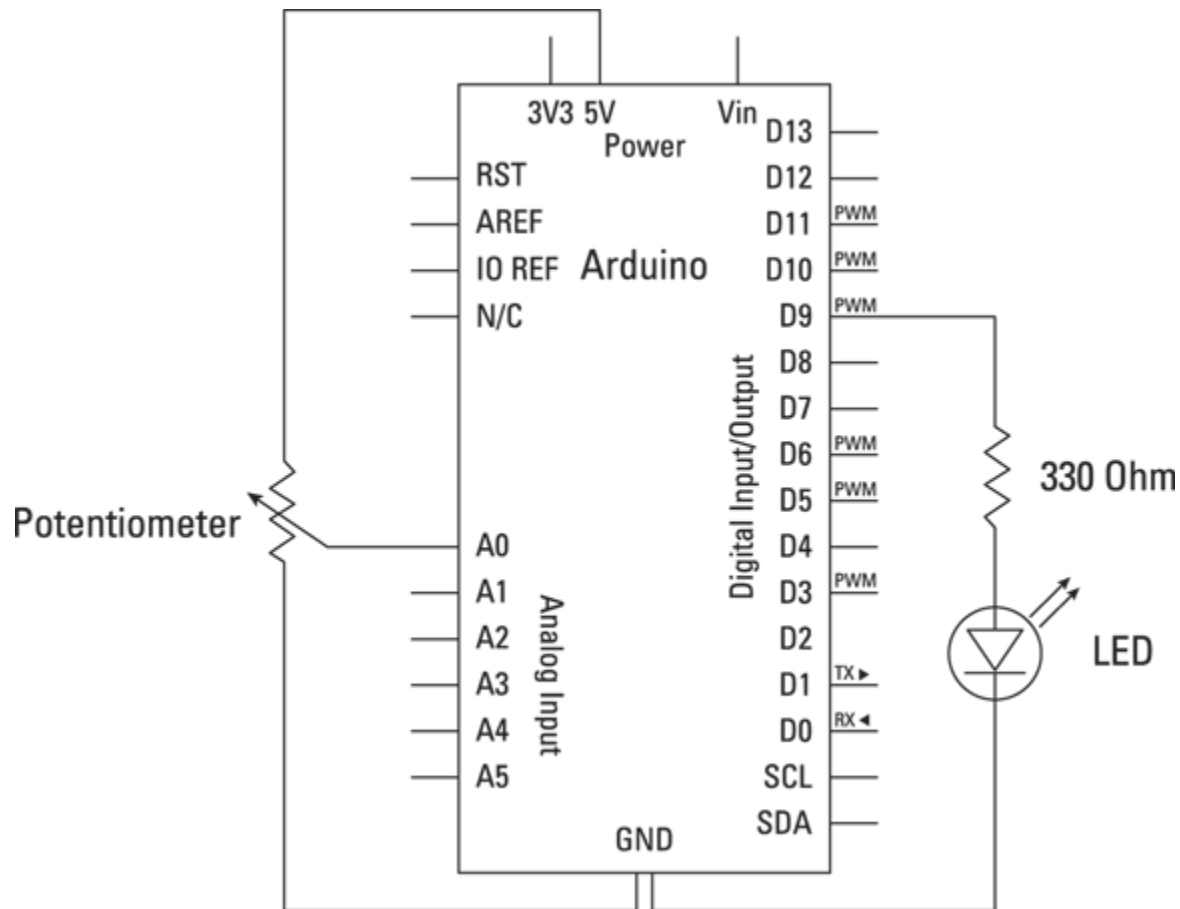 3V3 5V
Vin
Power
RST
AREF
IO REF
N/C
Arduino
D13
D12
D11 PWM
D10 PWM
D9 PWM
D8
D7
D6 PWM
D5 PWM
D4
D3 PWM
D2
D1 TX ▶
D0 RX ◀
SCL
SDA
Digital Input/Output
330 Ohm
LED
Potentiometer
A0
A1
A2
A3
A4
A5
Analog Input
GND